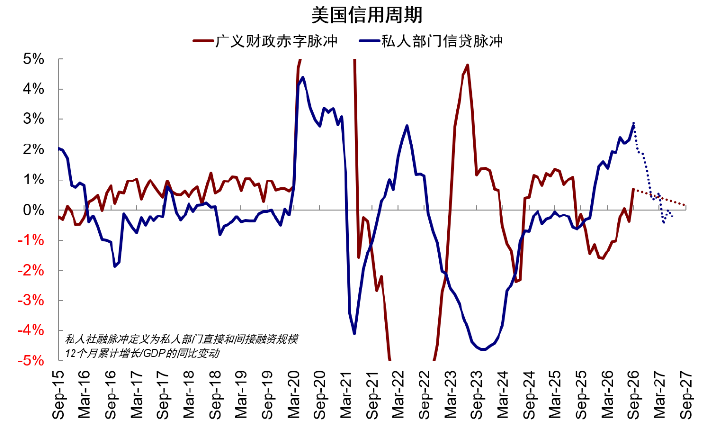 美国信用周期
广义财政赤字脉冲
私人部门信贷脉冲
5%
4%
3%
2%
1%
0%
-1%
-2%
-3%
-4%
-5%
私人社融脉冲定义为私人部门直接和间接融资规模
12个月累计增长/GDP的同比变动
Sep-15
Mar-16
Sep-16
Mar-17
Sep-17
Mar-18
Sep-18
Mar-19
Sep-19
Mar-20
Sep-20
Mar-21
Sep-21
Mar-22
Sep-22
Mar-23
Sep-23
Mar-24
Sep-24
Mar-25
Sep-25
Mar-26
Sep-26
Mar-27
Sep-27